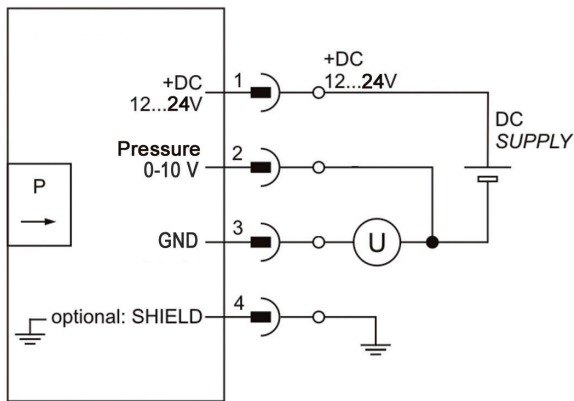 +DC
12...24V
1
+DC
12...24V
DC
SUPPLY
Pressure
0-10 V
2
P
GND
3
U
optional: SHIELD
4